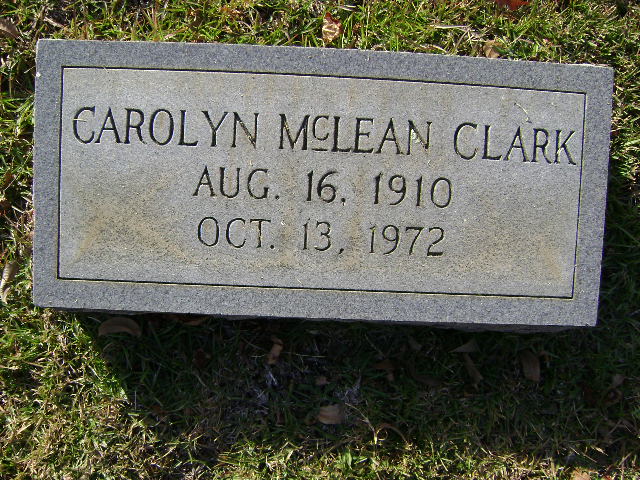 CAROLYN McLEAN CLARK
AUG. 16, 1910
OCT. 13, 1972